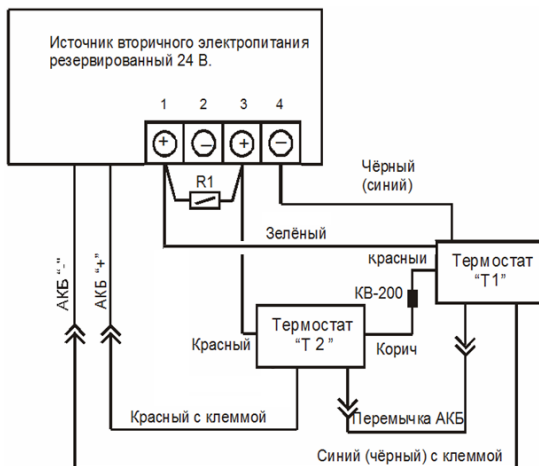 Источник вторичного электропитания
резервированный 24 В.
1 2 3 4
+ – + –
R1
Чёрный
(синий)
Зелёный
Красный
Термостат
“Т1”
КВ-200
АКБ “-”
АКБ “+”
Термостат
“Т 2 ”
Красный
Корич
Красный с клеммой
Перемычка АКБ
Синий (чёрный) с клеммой